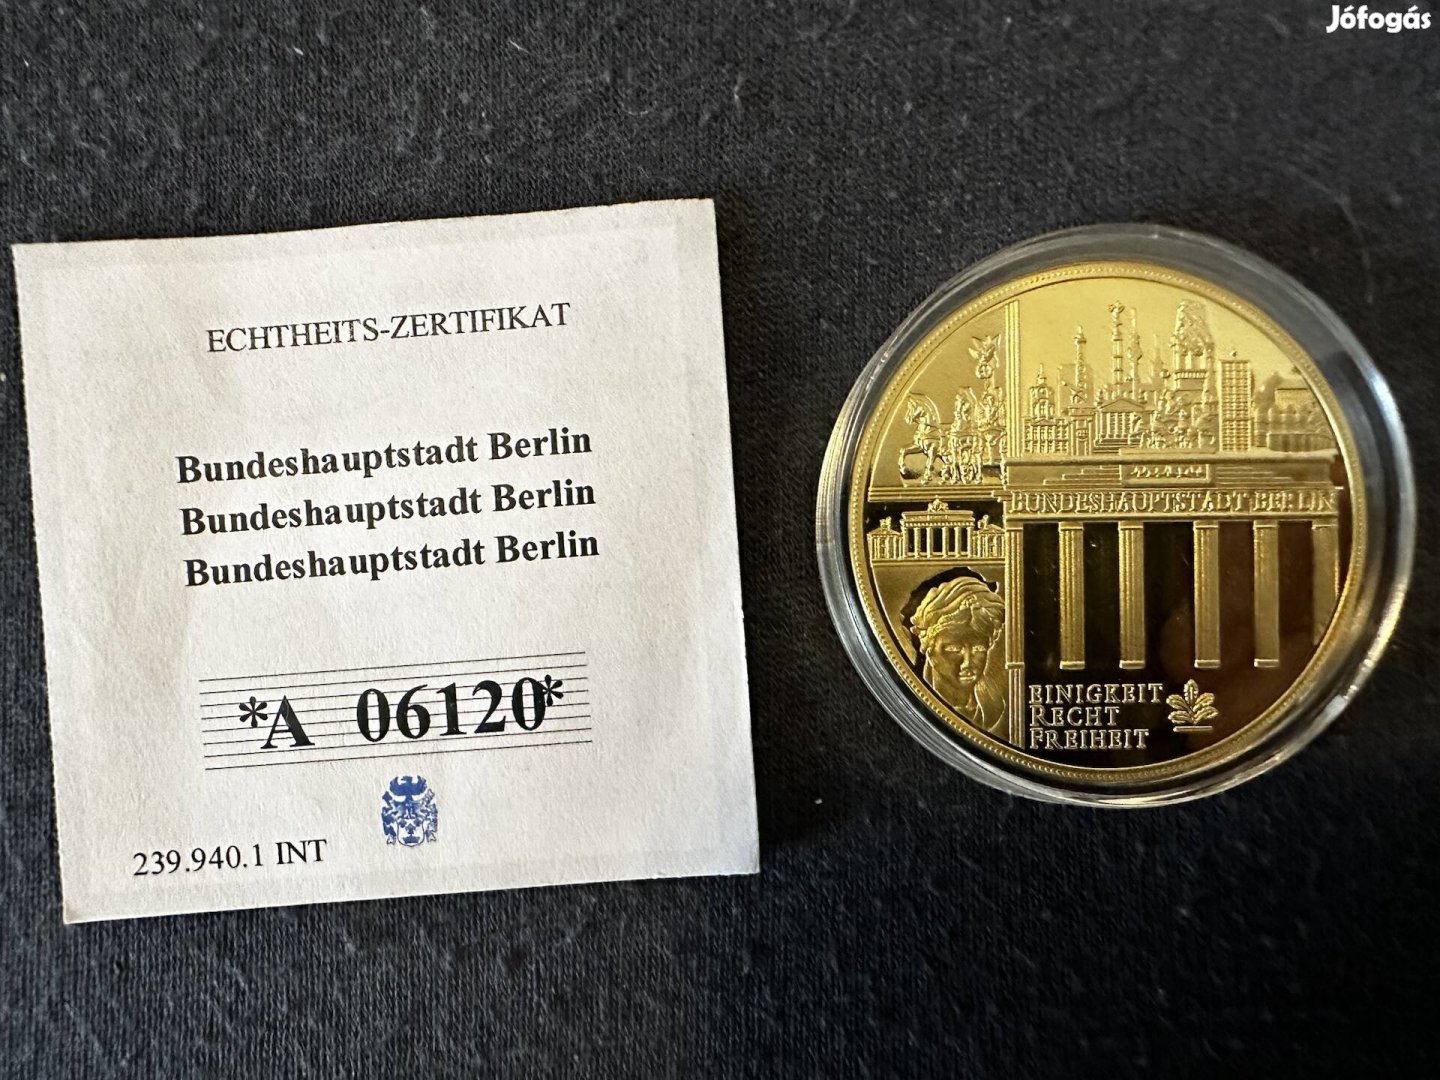 Jófogás
ECHTHEITS-ZERTIFIKAT
Bundeshauptstadt Berlin
Bundeshauptstadt Berlin
Bundeshauptstadt Berlin
*A 06120*
239.940.1 INT
BUNDESHAUPTSTADT BERLIN
EINIGKEIT
RECHT
FREIHEIT